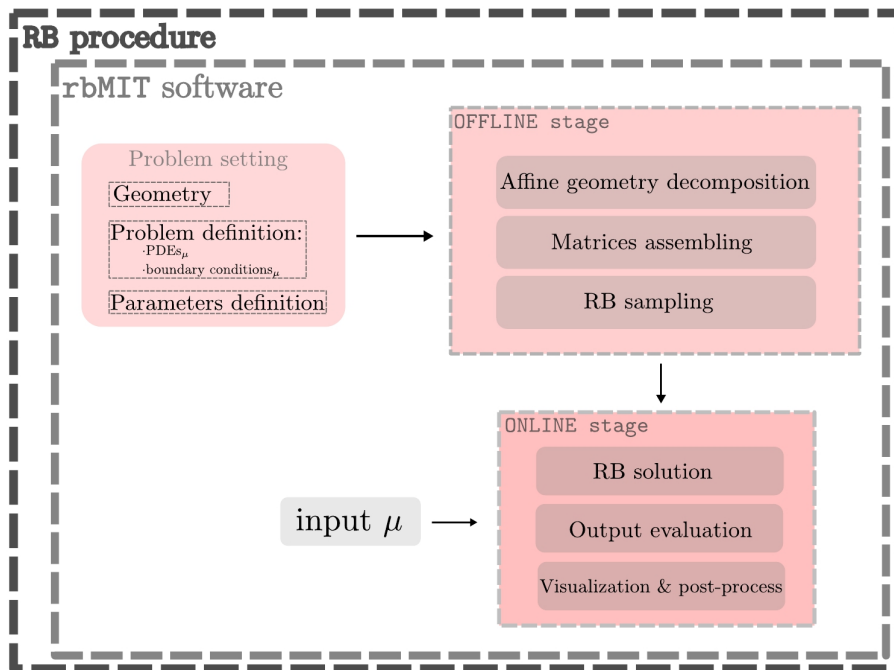 RB procedure
rbMIT software
Problem setting
Geometry
Problem definition:
·PDEsμ
·boundary conditionsμ
Parameters definition
OFFLINE stage
Affine geometry decomposition
Matrices assembling
RB sampling
ONLINE stage
RB solution
Output evaluation
Visualization & post-process
input μ